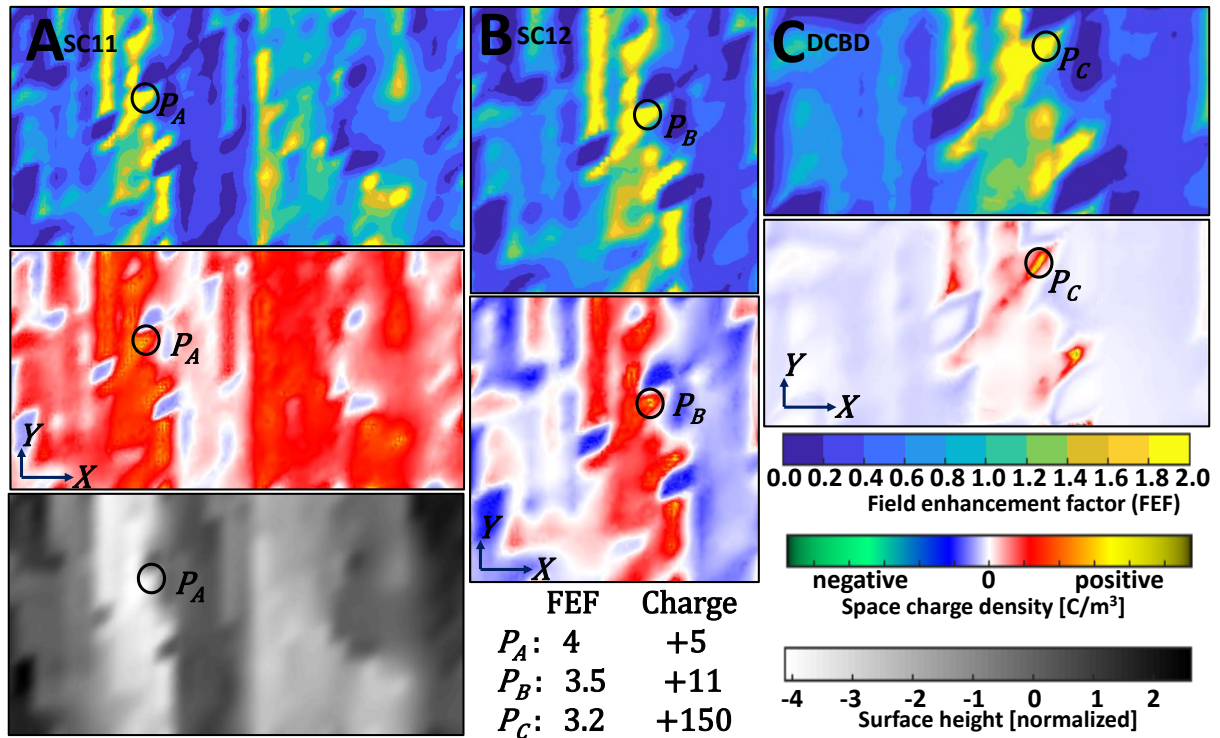 A SC11
P_A
P_A
Y
X
P_A
B SC12
P_B
P_B
Y
X
FEF Charge
P_A: 4 +5
P_B: 3.5 +11
P_C: 3.2 +150
C DCBD
P_C
P_C
Y
X
0.0 0.2 0.4 0.6 0.8 1.0 1.2 1.4 1.6 1.8 2.0
Field enhancement factor (FEF)
negative 0 positive
Space charge density [C/m³]
-4 -3 -2 -1 0 1 2
Surface height [normalized]